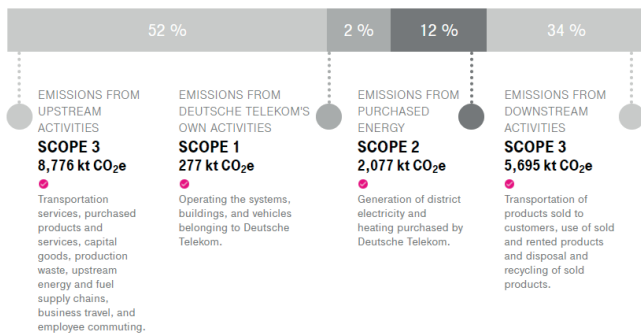 52 %
2 %
12 %
34 %
EMISSIONS FROM
UPSTREAM
ACTIVITIES
SCOPE 3
8,776 kt CO₂e
Transportation
services, purchased
products and
services, capital
goods, production
waste, upstream
energy and fuel
supply chains,
business travel, and
employee commuting.
EMISSIONS FROM
DEUTSCHE TELEKOM'S
OWN ACTIVITIES
SCOPE 1
277 kt CO₂e
Operating the systems,
buildings, and vehicles
belonging to Deutsche
Telekom.
EMISSIONS FROM
PURCHASED
ENERGY
SCOPE 2
2,077 kt CO₂e
Generation of district
electricity and
heating purchased by
Deutsche Telekom.
EMISSIONS FROM
DOWNSTREAM
ACTIVITIES
SCOPE 3
5,695 kt CO₂e
Transportation of
products sold to
customers, use of sold
and rented products
and disposal and
recycling of sold
products.